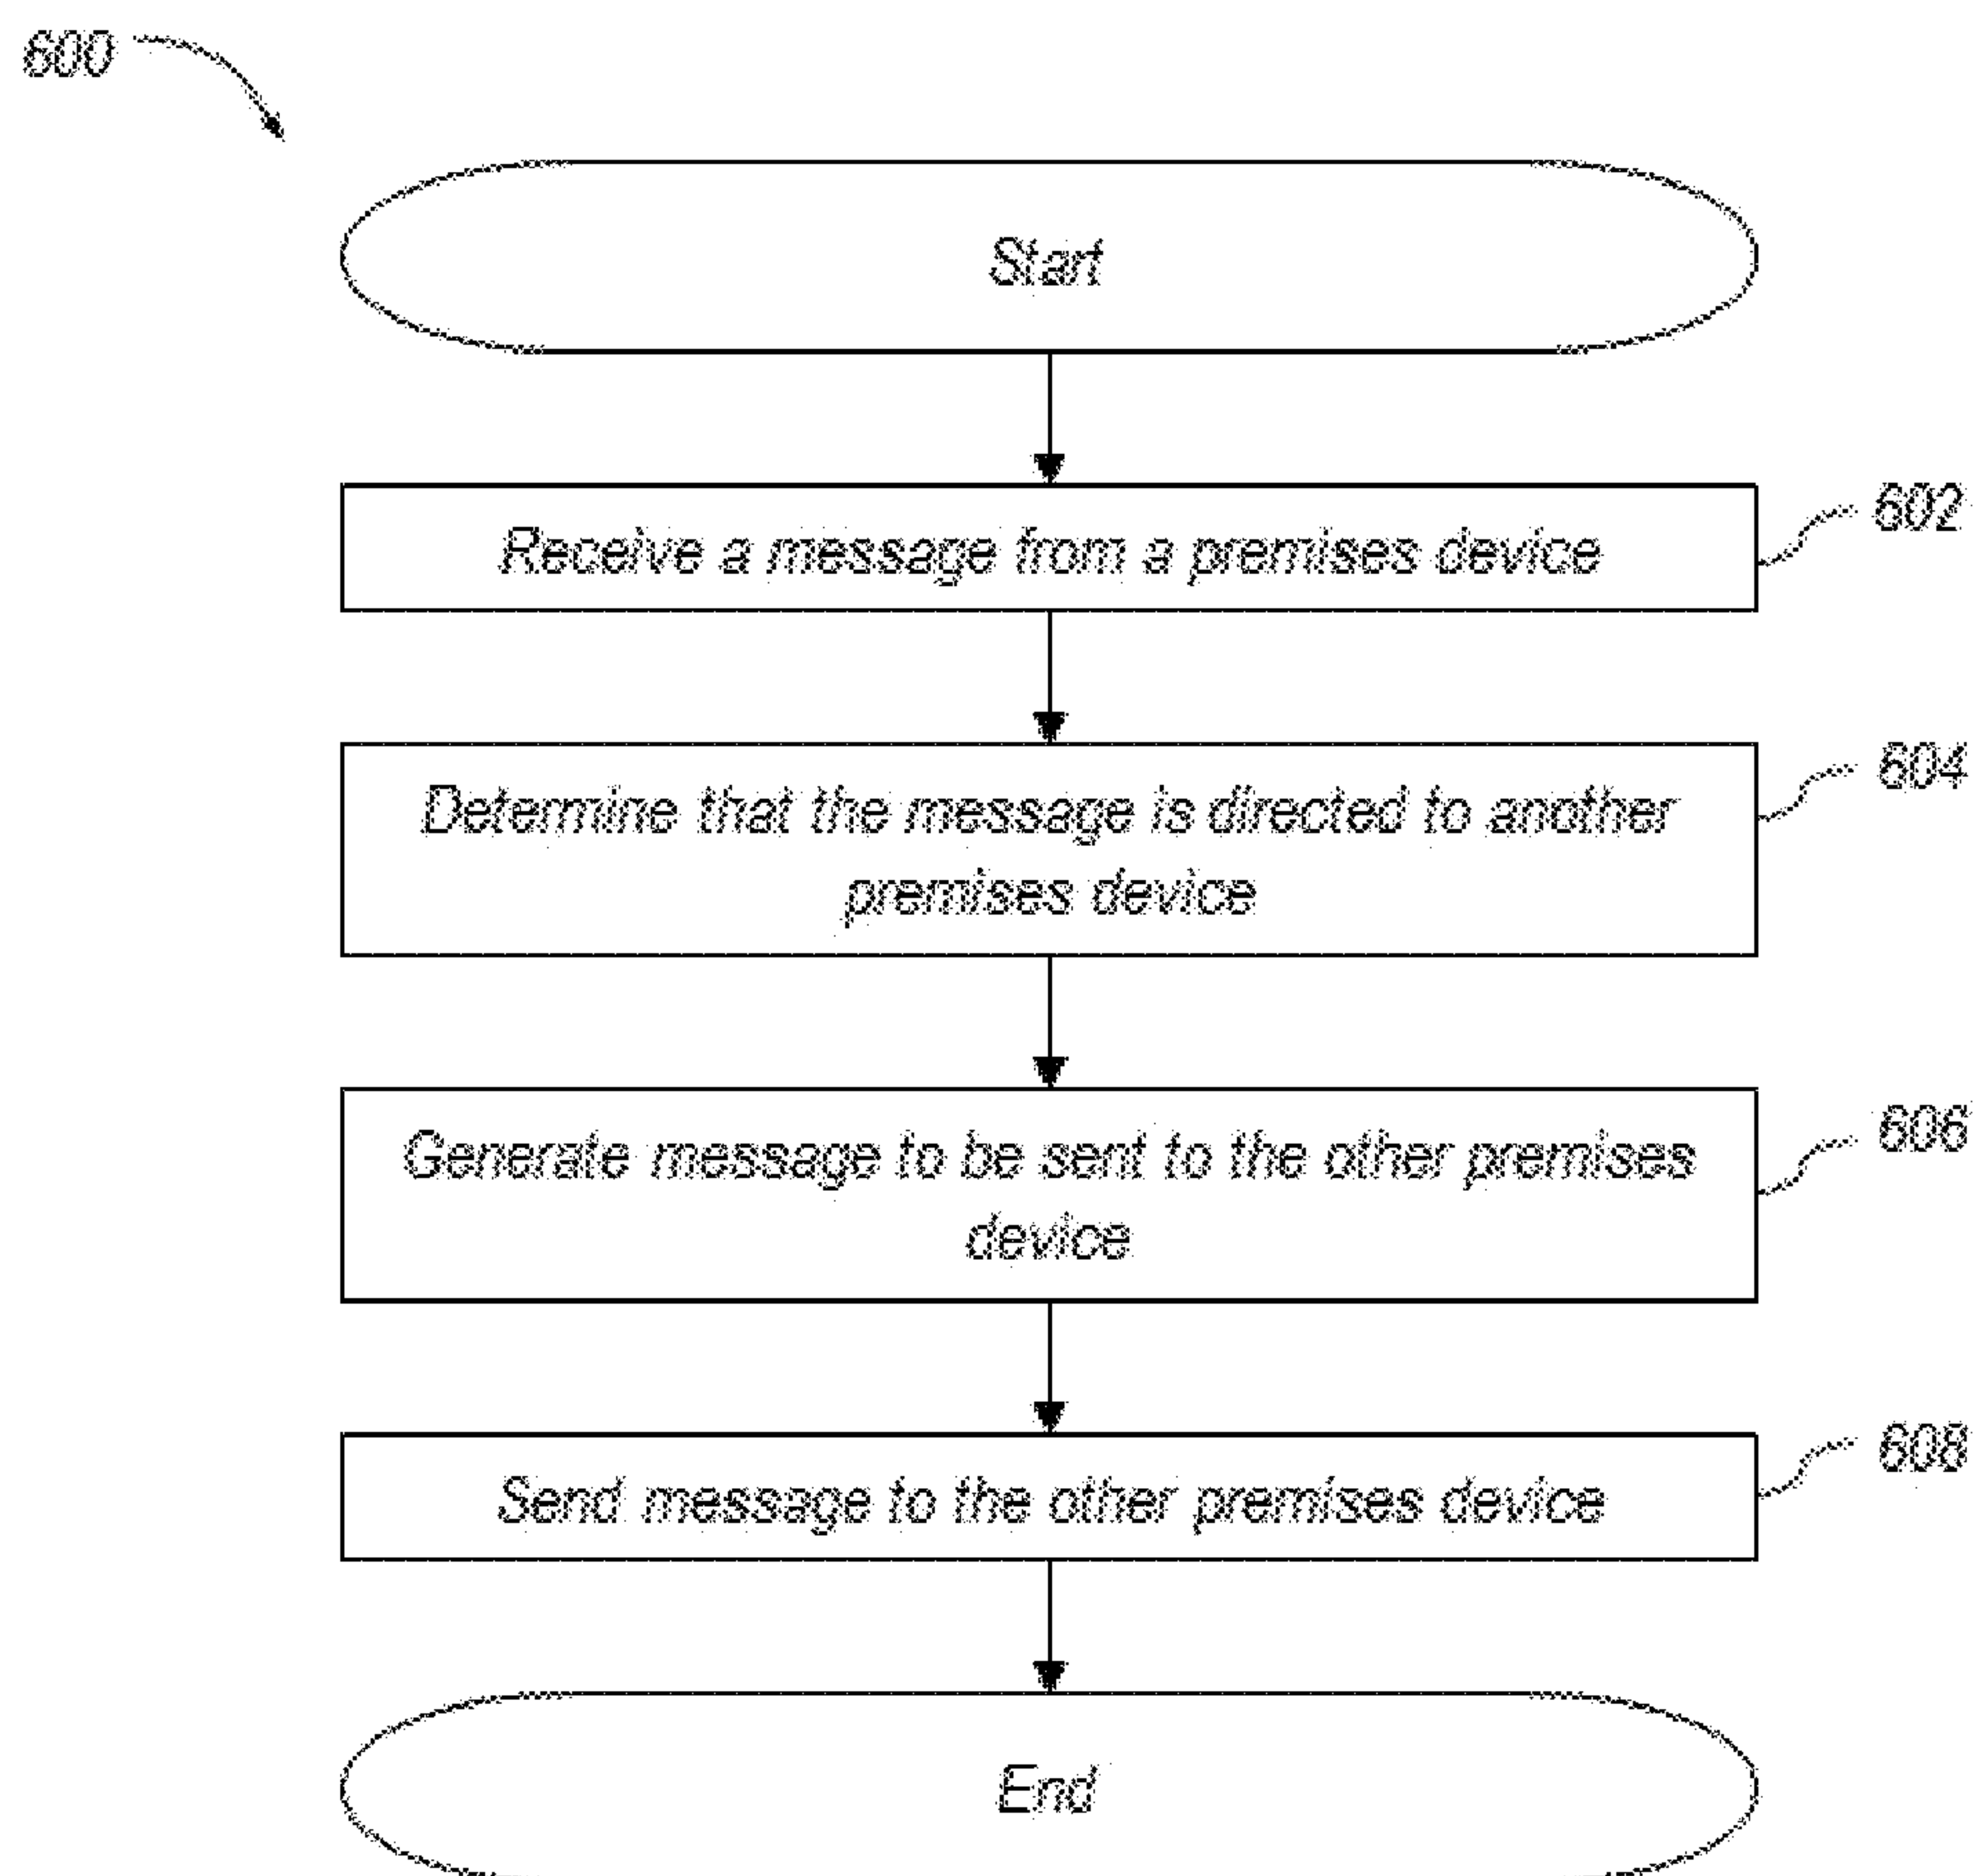 600
Start
Receive a message from a premises device
602
Determine that the message is directed to another
premises device
604
Generate message to be sent to the other premises
device
606
Send message to the other premises device
608
End